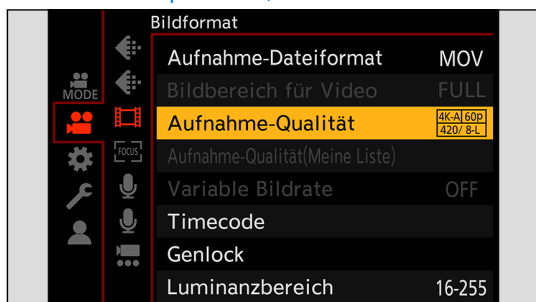 Bildformat
MODE
Aufnahme-Dateiformat MOV
Bildbereich für Video FULL
Aufnahme-Qualität 4K-A 60p 420/ 8-L
FOCUS
Aufnahme-Qualität(Meine Liste)
Variable Bildrate OFF
Timecode
Genlock
Luminanzbereich 16-255